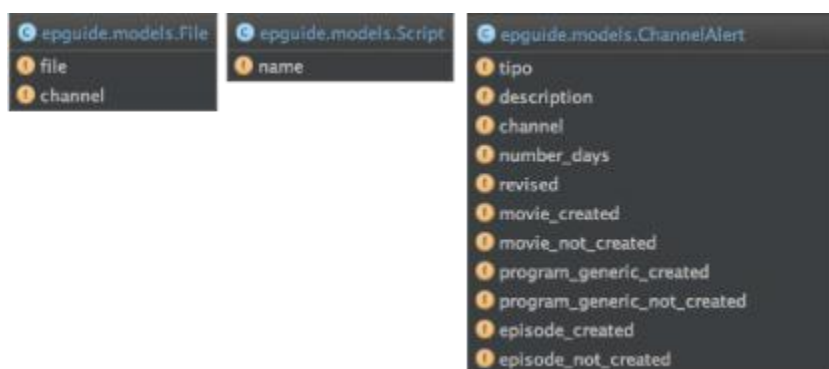 epguide.models.File
file
channel
epguide.models.Script
name
epguide.models.ChannelAlert
tipo
description
channel
number_days
revised
movie_created
movie_not_created
program_generic_created
program_generic_not_created
episode_created
episode_not_created